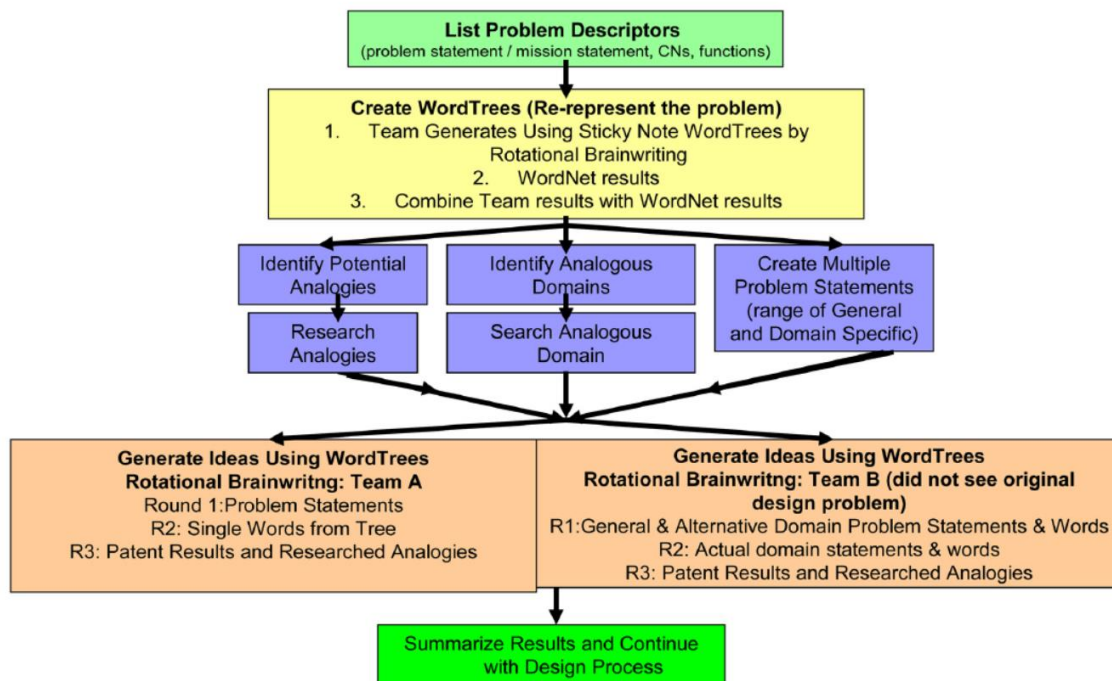 List Problem Descriptors
(problem statement / mission statement, CNs, functions)
Create WordTrees (Re-represent the problem)
1. Team Generates Using Sticky Note WordTrees by
Rotational Brainwriting
2. WordNet results
3. Combine Team results with WordNet results
Identify Potential
Analogies
Research
Analogies
Identify Analogous
Domains
Search Analogous
Domain
Create Multiple
Problem Statements
(range of General
and Domain Specific)
Generate Ideas Using WordTrees
Rotational Brainwritng: Team A
Round 1:Problem Statements
R2: Single Words from Tree
R3: Patent Results and Researched Analogies
Generate Ideas Using WordTrees
Rotational Brainwritng: Team B (did not see original
design problem)
R1:General & Alternative Domain Problem Statements & Words
R2: Actual domain statements & words
R3: Patent Results and Researched Analogies
Summarize Results and Continue
with Design Process